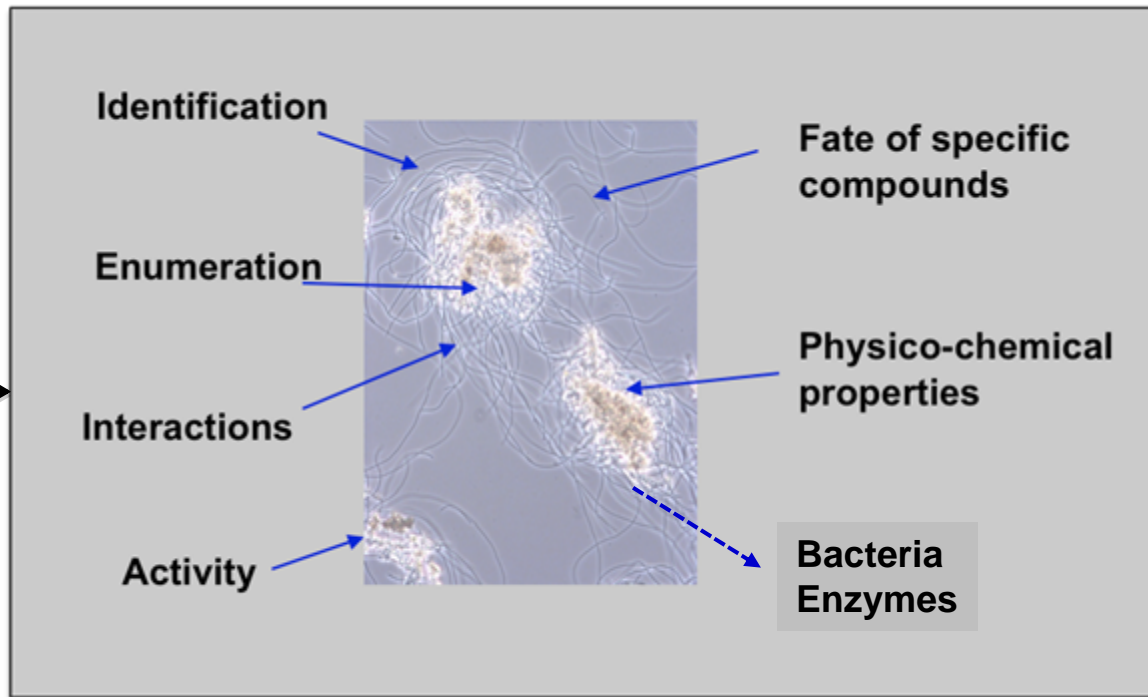 Identification
Enumeration
Interactions
Activity
Fate of specific
compounds
Physico-chemical
properties
Bacteria
Enzymes